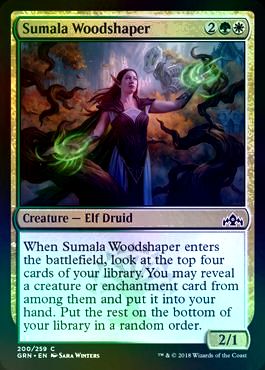 Sumala Woodshaper 2
Creature — Elf Druid
When Sumala Woodshaper enters
the battlefield, look at the top four
cards of your library. You may reveal
a creature or enchantment card from
among them and put it into your
hand. Put the rest on the bottom of
your library in a random order.
2/1
200/259 C
GRN • EN Sara Winters
™ & © 2018 Wizards of the Coast